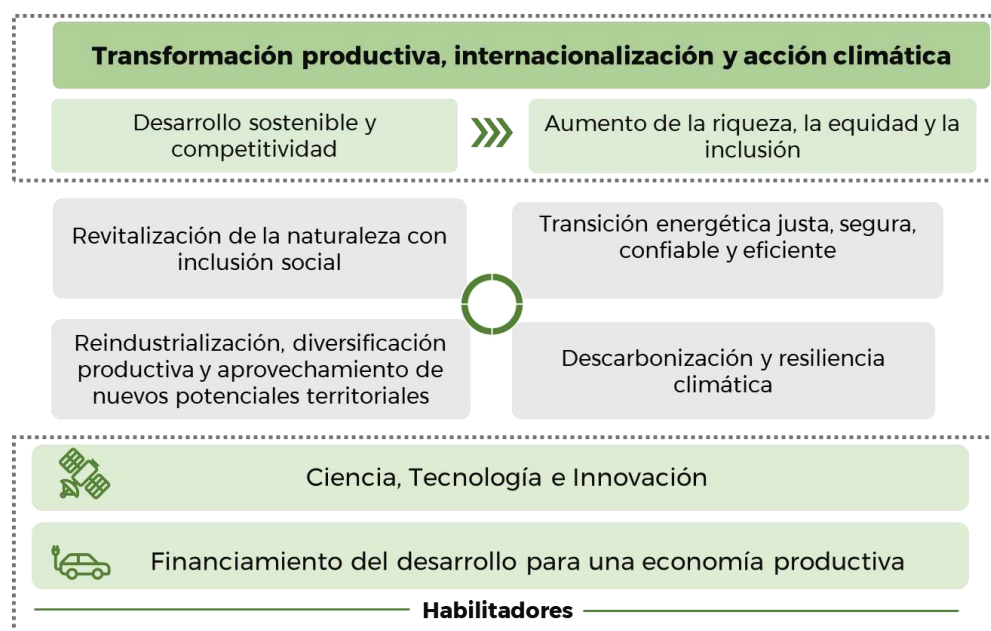 Transformación productiva, internacionalización y acción climática
Desarrollo sostenible y
competitividad
Aumento de la riqueza, la equidad y la
inclusión
Revitalización de la naturaleza con
inclusión social
Transición energética justa, segura,
confiable y eficiente
Reindustrialización, diversificación
productiva y aprovechamiento de
nuevos potenciales territoriales
Descarbonización y resiliencia
climática
Ciencia, Tecnología e Innovación
Financiamiento del desarrollo para una economía productiva
Habilitadores